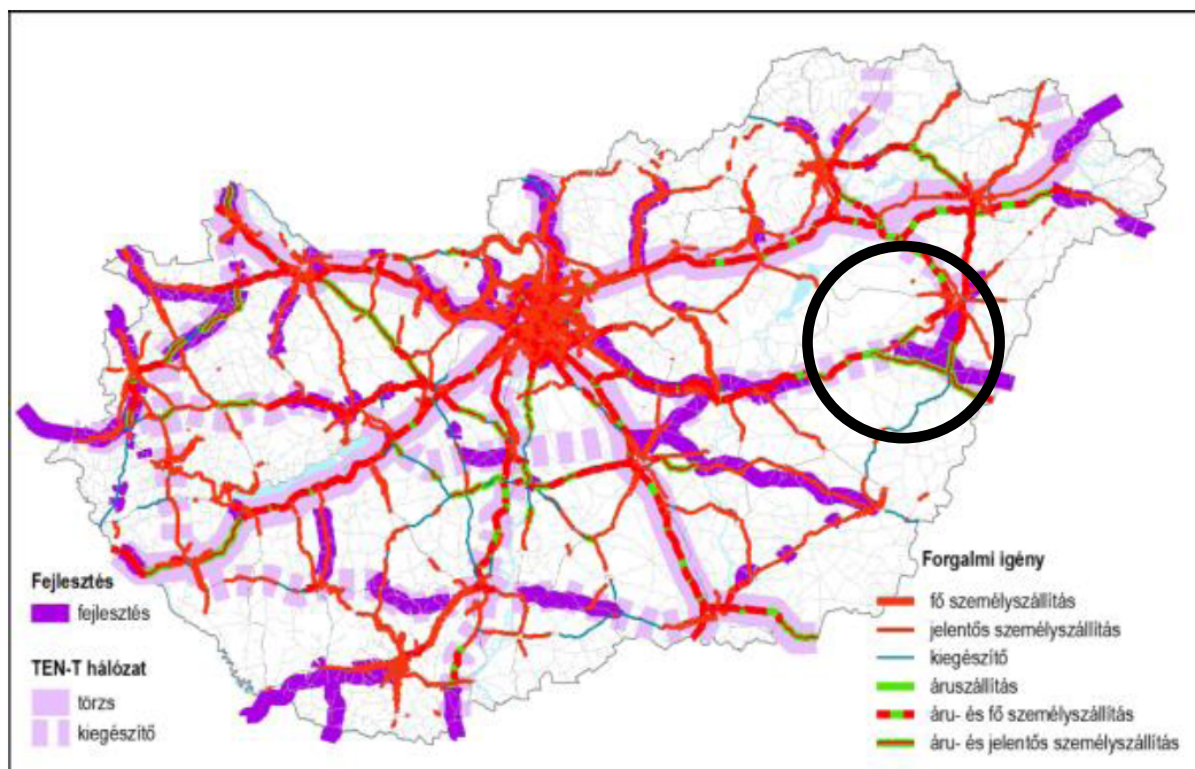 Fejlesztés
fejlesztés
TEN-T hálózat
törzs
kiegészítő
Forgalmi igény
fő személyszállítás
jelentős személyszállítás
kiegészítő
áruszállítás
áru- és fő személyszállítás
áru- és jelentős személyszállítás